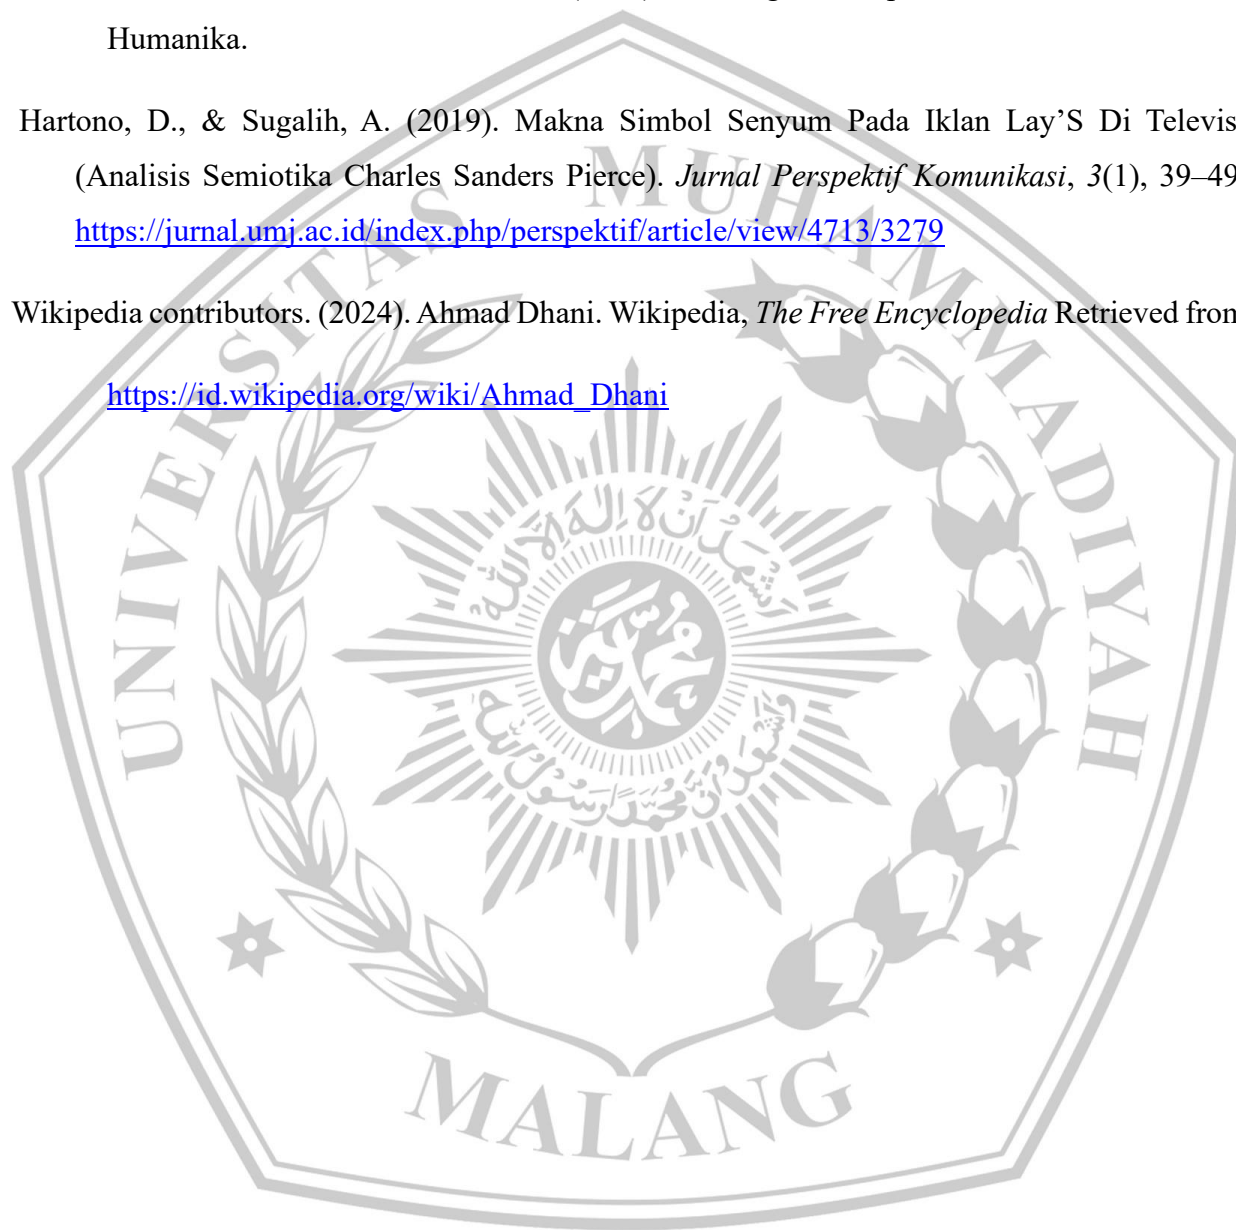 Humanika.
Hartono, D., & Sugalih, A. (2019). Makna Simbol Senyum Pada Iklan Lay’S Di Televis
(Analisis Semiotika Charles Sanders Pierce). Jurnal Perspektif Komunikasi, 3(1), 39–49
https://jurnal.umj.ac.id/index.php/perspektif/article/view/4713/3279
Wikipedia contributors. (2024). Ahmad Dhani. Wikipedia, The Free Encyclopedia Retrieved from
https://id.wikipedia.org/wiki/Ahmad_Dhani
UNIVERSITAS MUHAMMADIYAH
MALANG